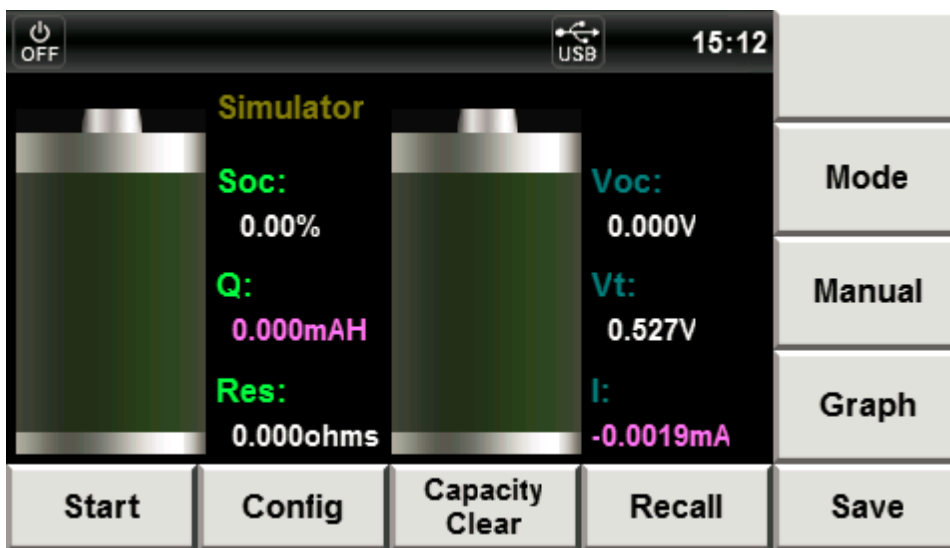 OFF
USB
15:12
Simulator
Soc:
0.00%
Q:
0.000mAH
Res:
0.000ohms
Voc:
0.000V
Vt:
0.527V
I:
-0.0019mA
Mode
Manual
Graph
Start
Config
Capacity
Clear
Recall
Save